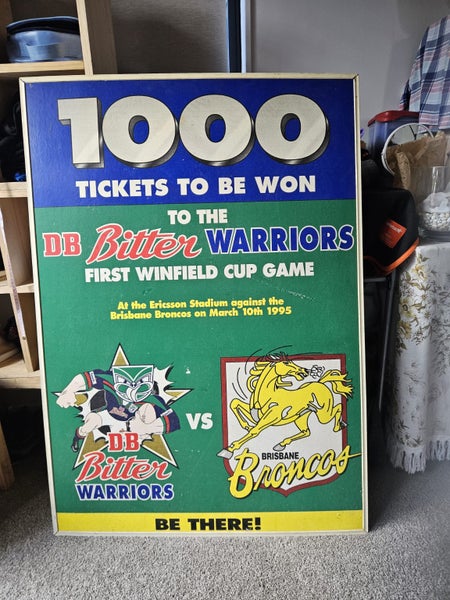 1000
TICKETS TO BE WON
TO THE
DB Bitter WARRIORS
FIRST WINFIELD CUP GAME
At the Ericsson Stadium against the
Brisbane Broncos on March 10th 1995
DB
Bitter
WARRIORS
VS
BRISBANE
Broncos
BE THERE!